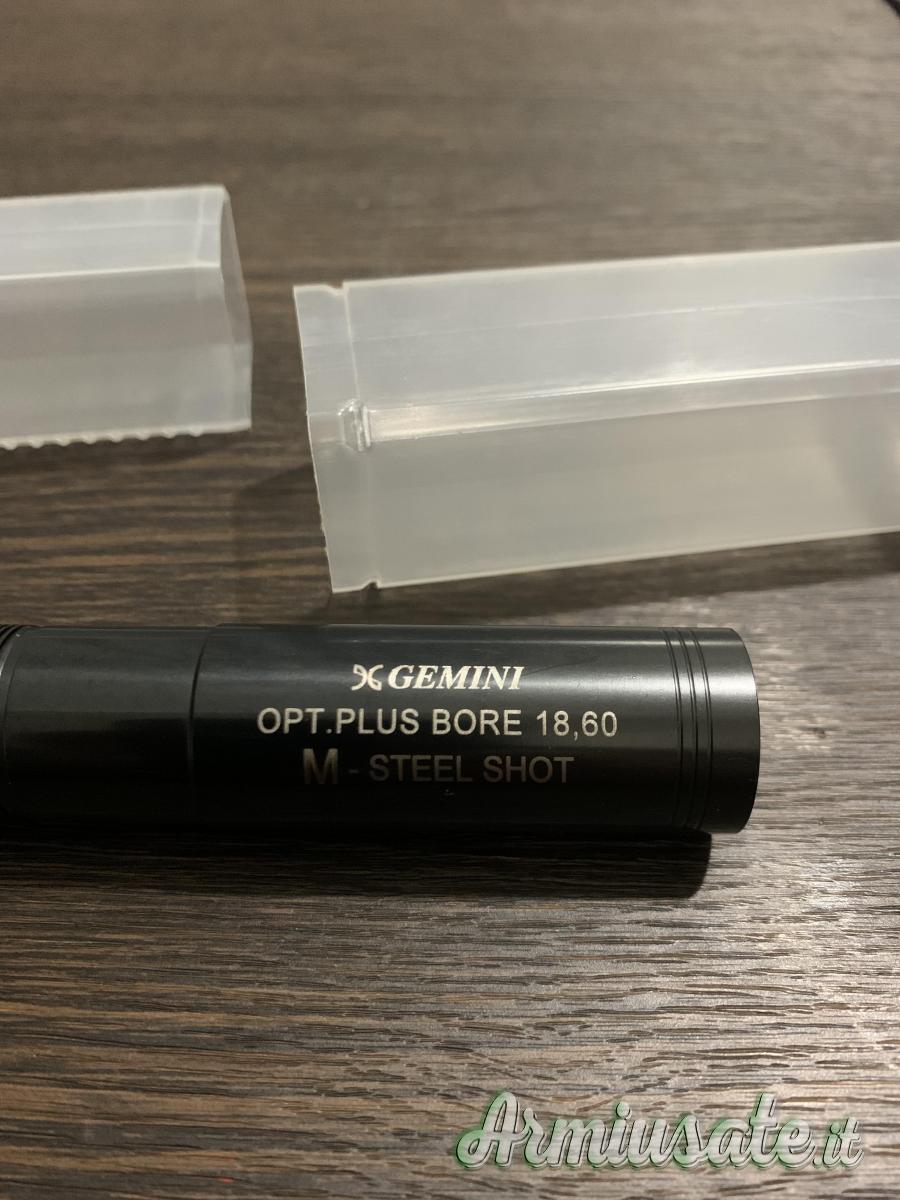 GEMINI
OPT.PLUS BORE 18,60
M - STEEL SHOT
Armiusate.it